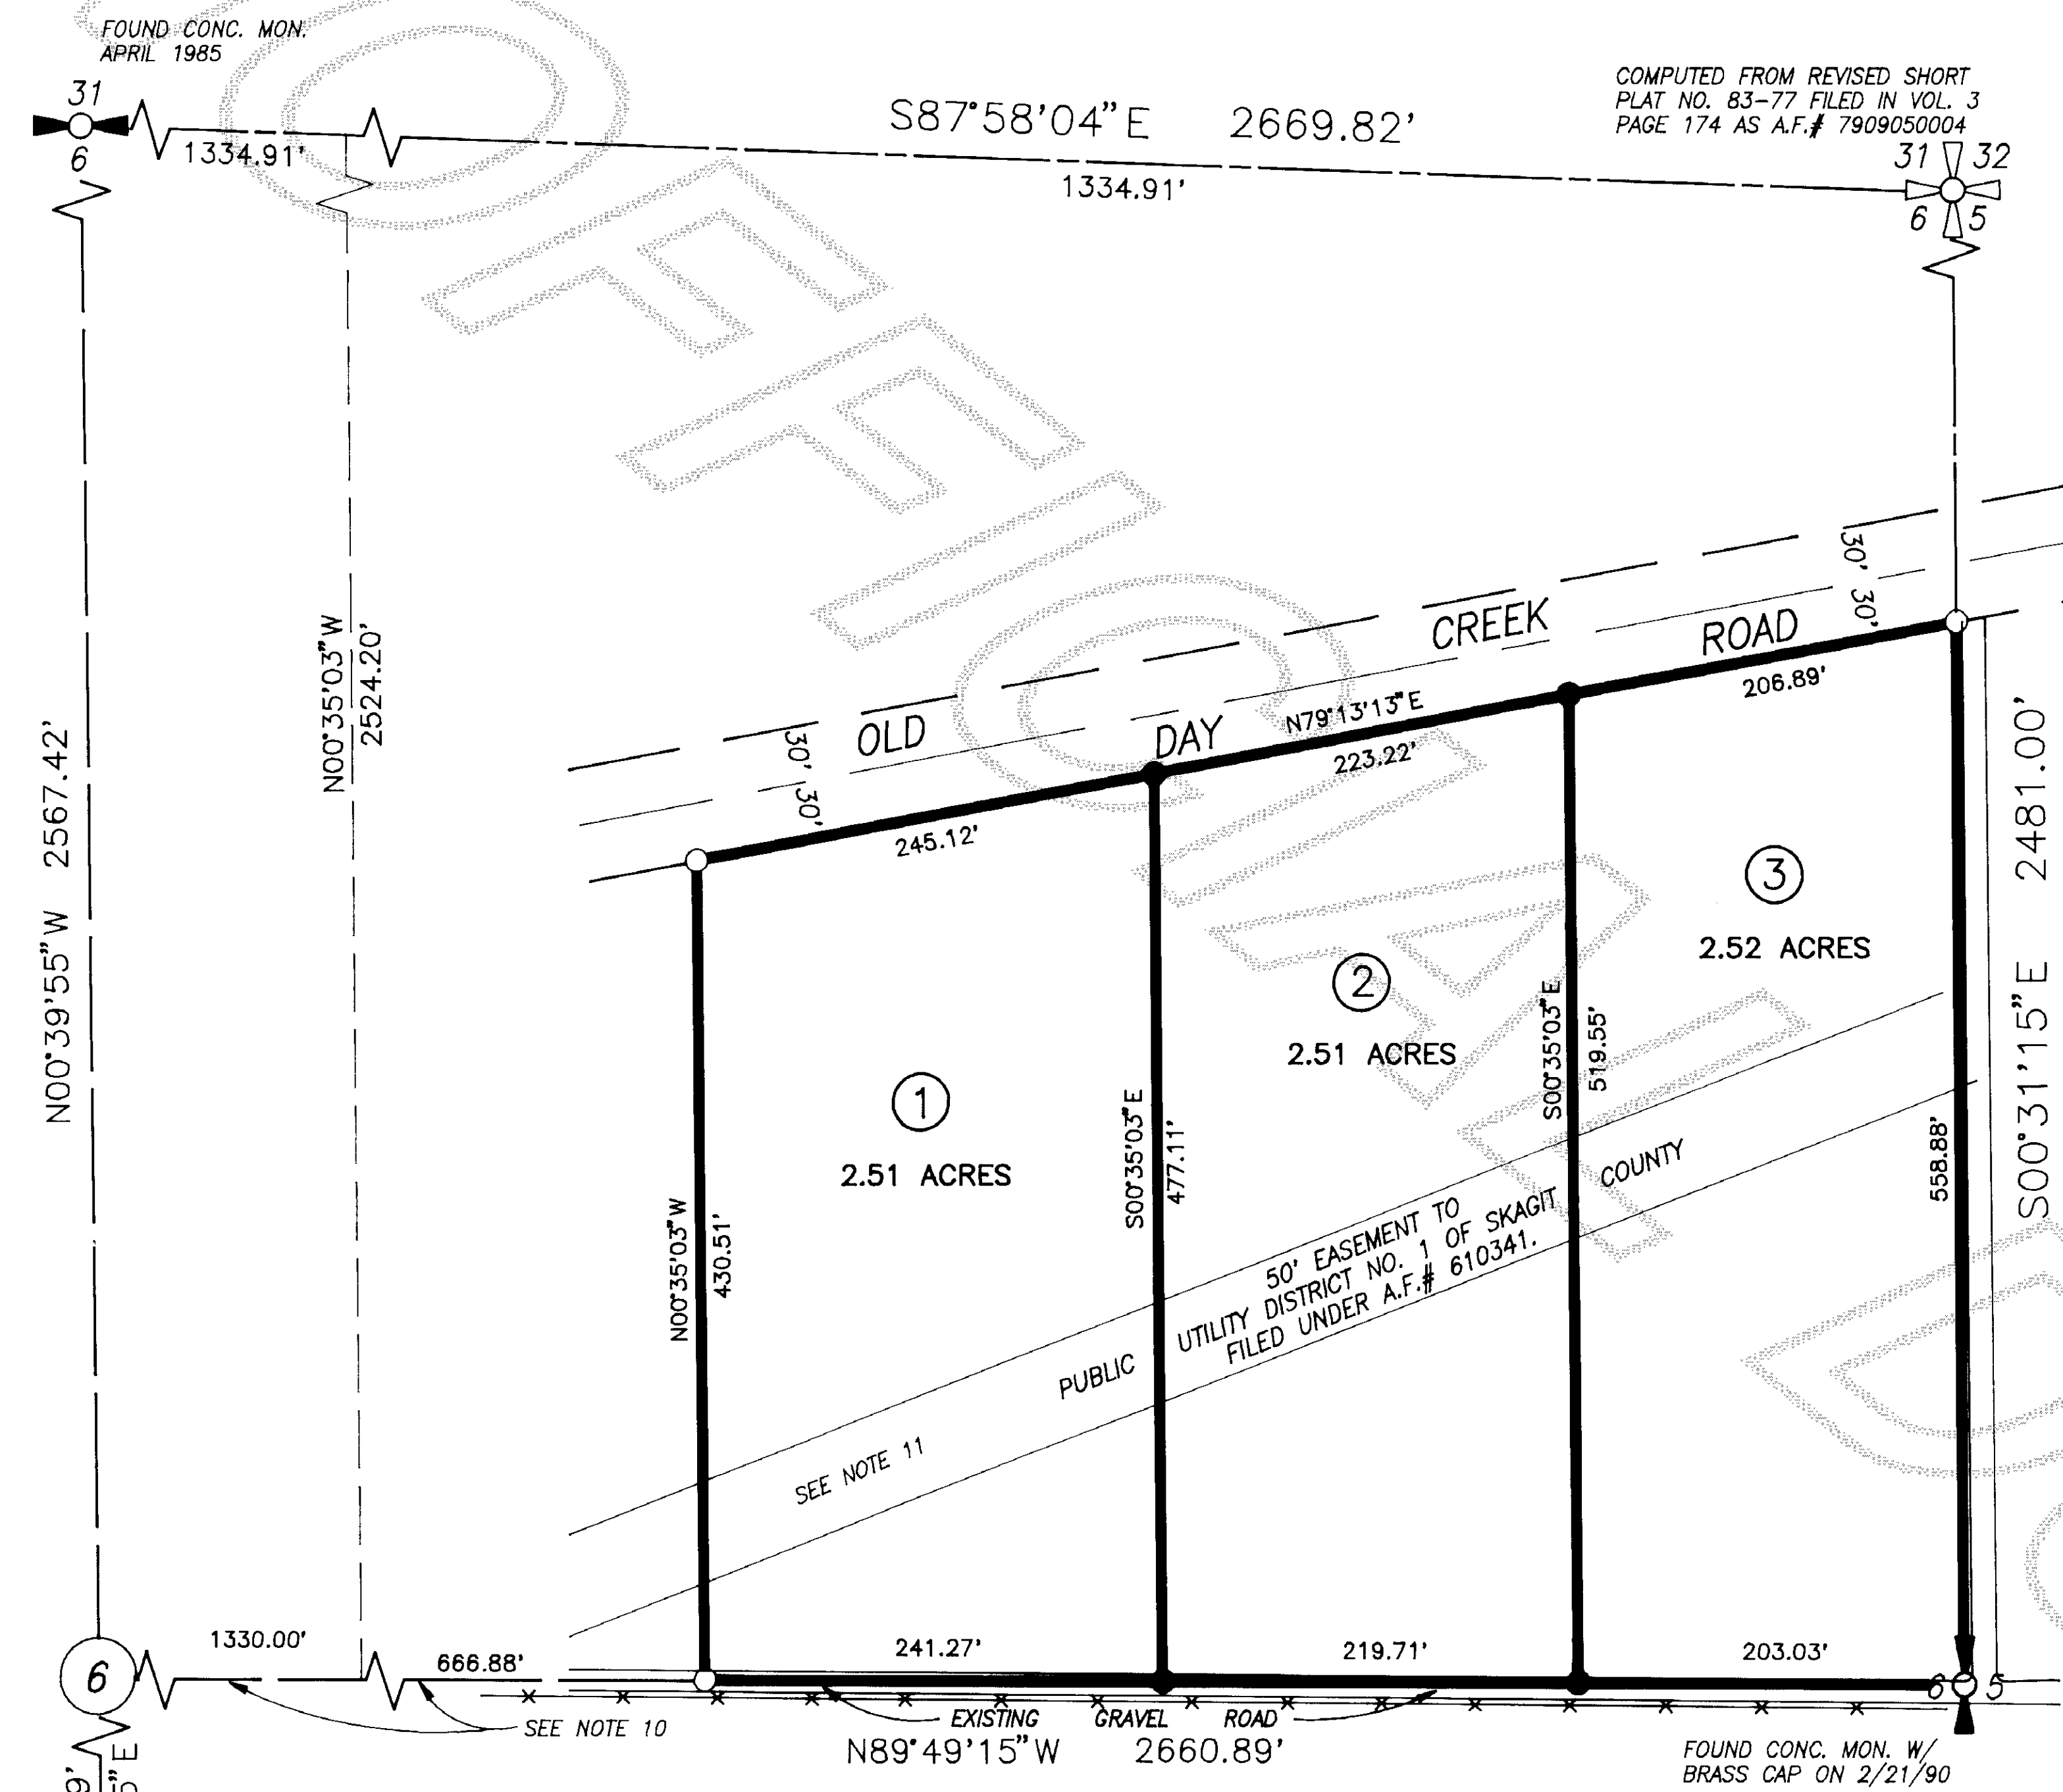 FOUND CONC. MON.
APRIL 1985
31
6
1334.91'
S87°58'04"E 2669.82'
1334.91'
COMPUTED FROM REVISED SHORT
PLAT NO. 83-77 FILED IN VOL. 3
PAGE 174 AS A.F.# 7909050004
31 32
6 5
N00°39'55"W 2567.42'
N00°35'03"W
2524.20'
30' 30'
OLD DAY CREEK ROAD
30' 30'
N79°13'13"E
245.12'
223.22'
206.89'
S00°31'15"E 2481.00'
1
2.51 ACRES
2
2.51 ACRES
3
2.52 ACRES
N00°35'03"W
430.51'
S00°35'03"E
477.11'
S00°35'03"E
519.55'
558.88'
50' EASEMENT TO
PUBLIC UTILITY DISTRICT NO. 1 OF SKAGIT COUNTY
FILED UNDER A.F.# 610341.
SEE NOTE 11
6
1330.00'
666.88'
241.27'
219.71'
203.03'
6 5
SEE NOTE 10
EXISTING GRAVEL ROAD
N89°49'15"W 2660.89'
FOUND CONC. MON. W/
BRASS CAP ON 2/21/90